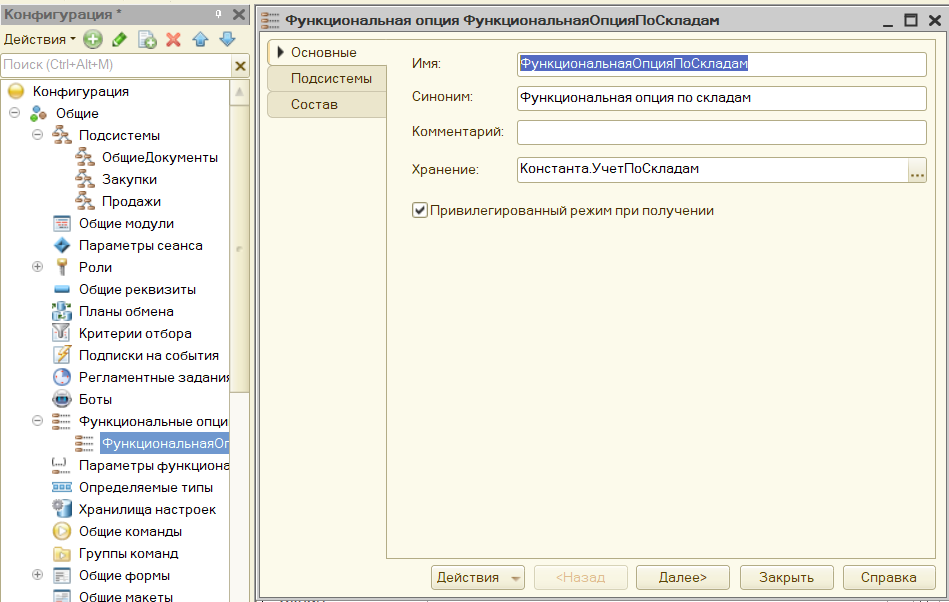 Конфигурация *
Действия
Поиск (Ctrl+Alt+M)
Конфигурация
Общие
Подсистемы
ОбщиеДокументы
Закупки
Продажи
Общие модули
Параметры сеанса
Роли
Общие реквизиты
Планы обмена
Критерии отбора
Подписки на события
Регламентные задания
Боты
Функциональные опци
ФункциональнаяОп
Параметры функциона
Определяемые типы
Хранилища настроек
Общие команды
Группы команд
Общие формы
Общие макеты
Функциональная опция ФункциональнаяОпцияПоСкладам
Основные
Подсистемы
Состав
Имя: ФункциональнаяОпцияПоСкладам
Синоним: Функциональная опция по складам
Комментарий:
Хранение: Константа.УчетПоСкладам ...
Привилегированный режим при получении
Действия <Назад Далее> Закрыть Справка